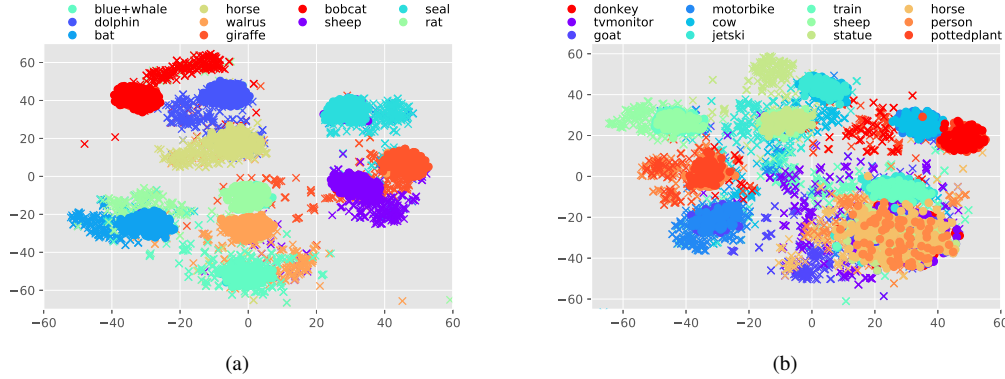 blue+whale horse bobcat seal
dolphin walrus sheep rat
bat giraffe
60
40
20
0
−20
−40
−60
−60 −40 −20 0 20 40 60
(a)
donkey motorbike train horse
tvmonitor cow sheep person
goat jetski statue pottedplant
60
40
20
0
−20
−40
−60
−60 −40 −20 0 20 40 60
(b)